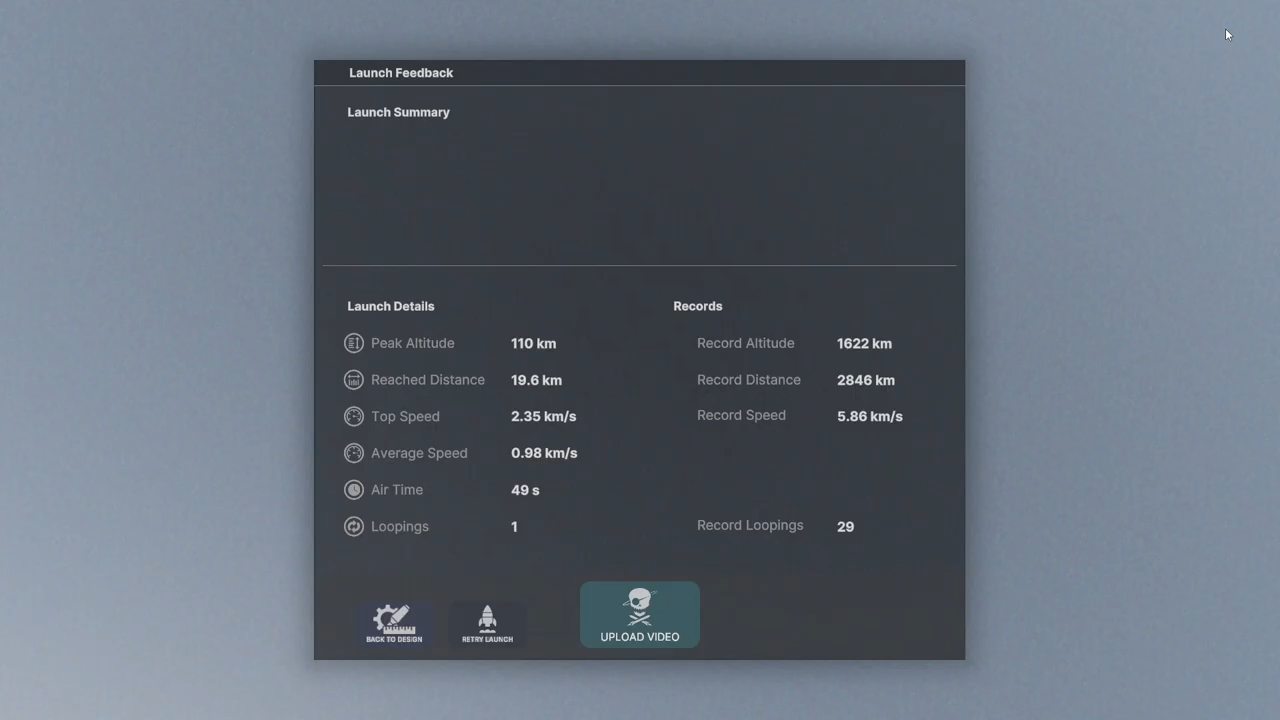 Launch Feedback
Launch Summary
Launch Details
Peak Altitude 110 km
Reached Distance 19.6 km
Top Speed 2.35 km/s
Average Speed 0.98 km/s
Air Time 49 s
Loopings 1
Records
Record Altitude 1622 km
Record Distance 2846 km
Record Speed 5.86 km/s
Record Loopings 29
BACK TO DESIGN
RETRY LAUNCH
UPLOAD VIDEO